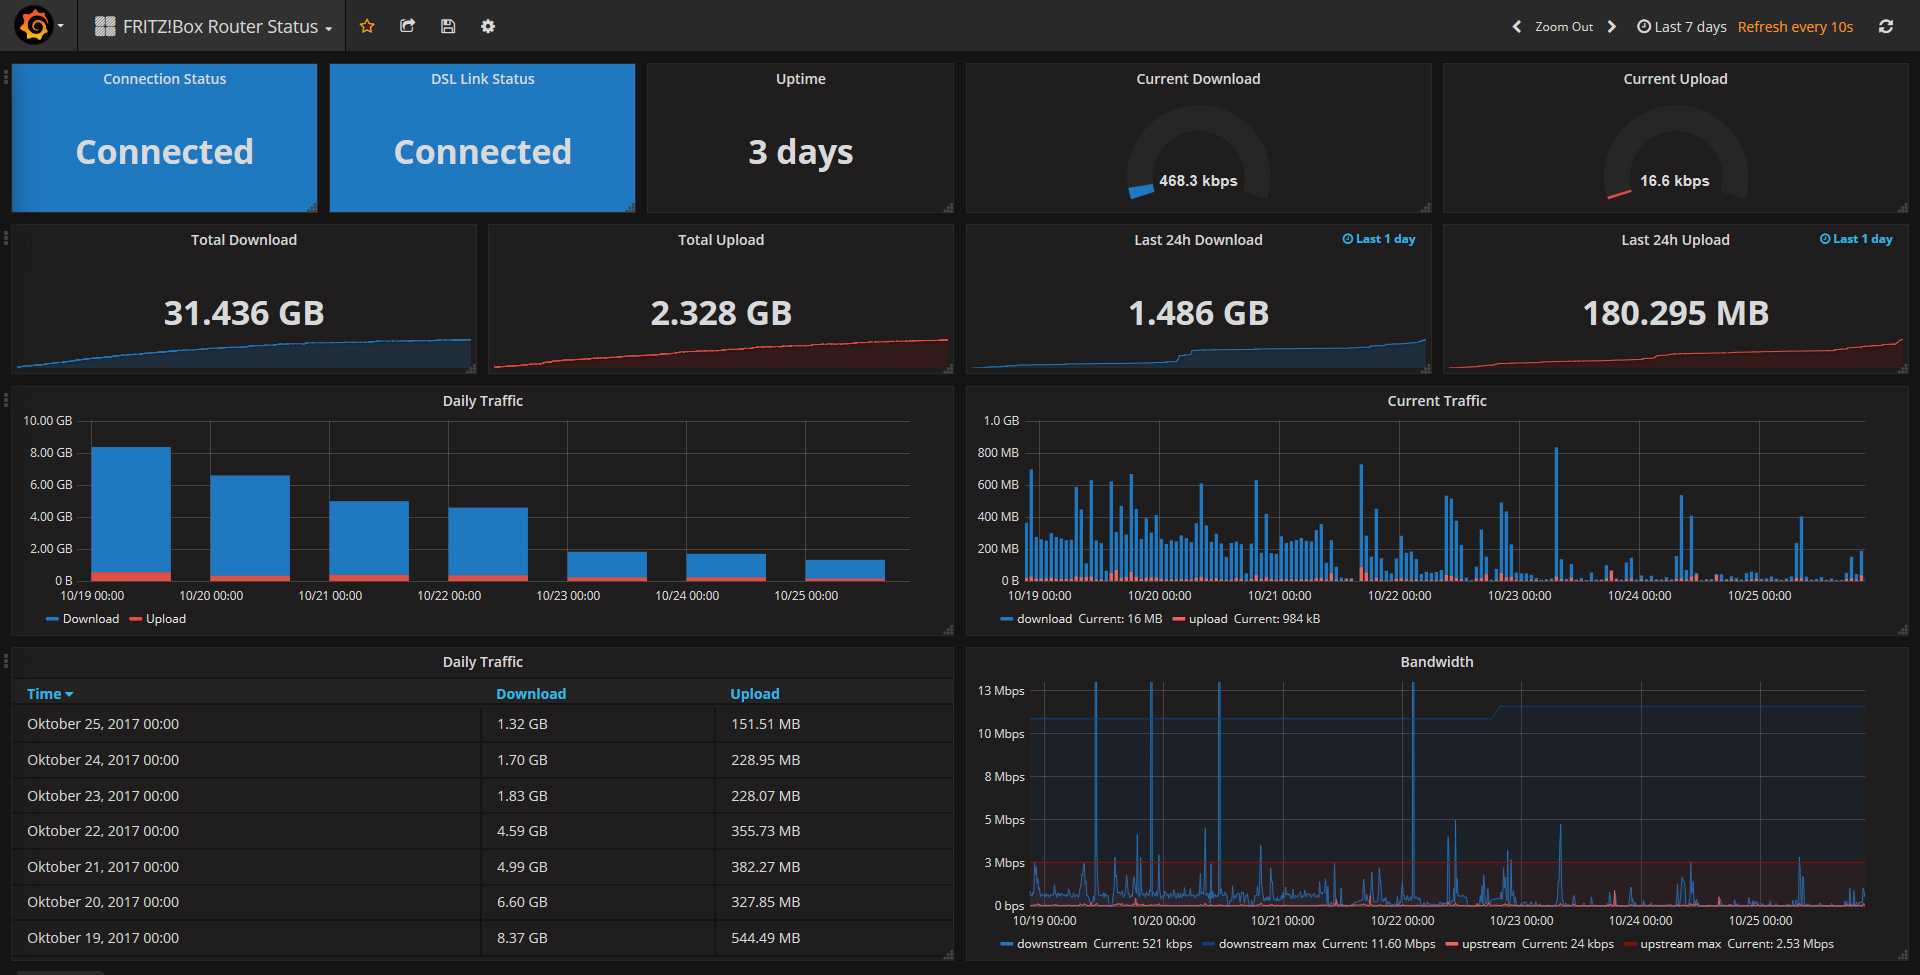 FRITZ!Box Router Status
Zoom Out
Last 7 days
Refresh every 10s
Connection Status
Connected
DSL Link Status
Connected
Uptime
3 days
Current Download
468.3 kbps
Current Upload
16.6 kbps
Total Download
31.436 GB
Total Upload
2.328 GB
Last 24h Download
Last 1 day
1.486 GB
Last 24h Upload
Last 1 day
180.295 MB
Daily Traffic
10.00 GB
8.00 GB
6.00 GB
4.00 GB
2.00 GB
0 B
10/19 00:00 10/20 00:00 10/21 00:00 10/22 00:00 10/23 00:00 10/24 00:00 10/25 00:00
Download Upload
Current Traffic
1.0 GB
800 MB
600 MB
400 MB
200 MB
0 B
10/19 00:00 10/20 00:00 10/21 00:00 10/22 00:00 10/23 00:00 10/24 00:00 10/25 00:00
download Current: 16 MB upload Current: 984 kB
Daily Traffic
Time Download Upload
Oktober 25, 2017 00:00 1.32 GB 151.51 MB
Oktober 24, 2017 00:00 1.70 GB 228.95 MB
Oktober 23, 2017 00:00 1.83 GB 228.07 MB
Oktober 22, 2017 00:00 4.59 GB 355.73 MB
Oktober 21, 2017 00:00 4.99 GB 382.27 MB
Oktober 20, 2017 00:00 6.60 GB 327.85 MB
Oktober 19, 2017 00:00 8.37 GB 544.49 MB
Bandwidth
13 Mbps
10 Mbps
8 Mbps
5 Mbps
3 Mbps
0 bps
10/19 00:00 10/20 00:00 10/21 00:00 10/22 00:00 10/23 00:00 10/24 00:00 10/25 00:00
downstream Current: 521 kbps downstream max Current: 11.60 Mbps upstream Current: 24 kbps upstream max Current: 2.53 Mbps